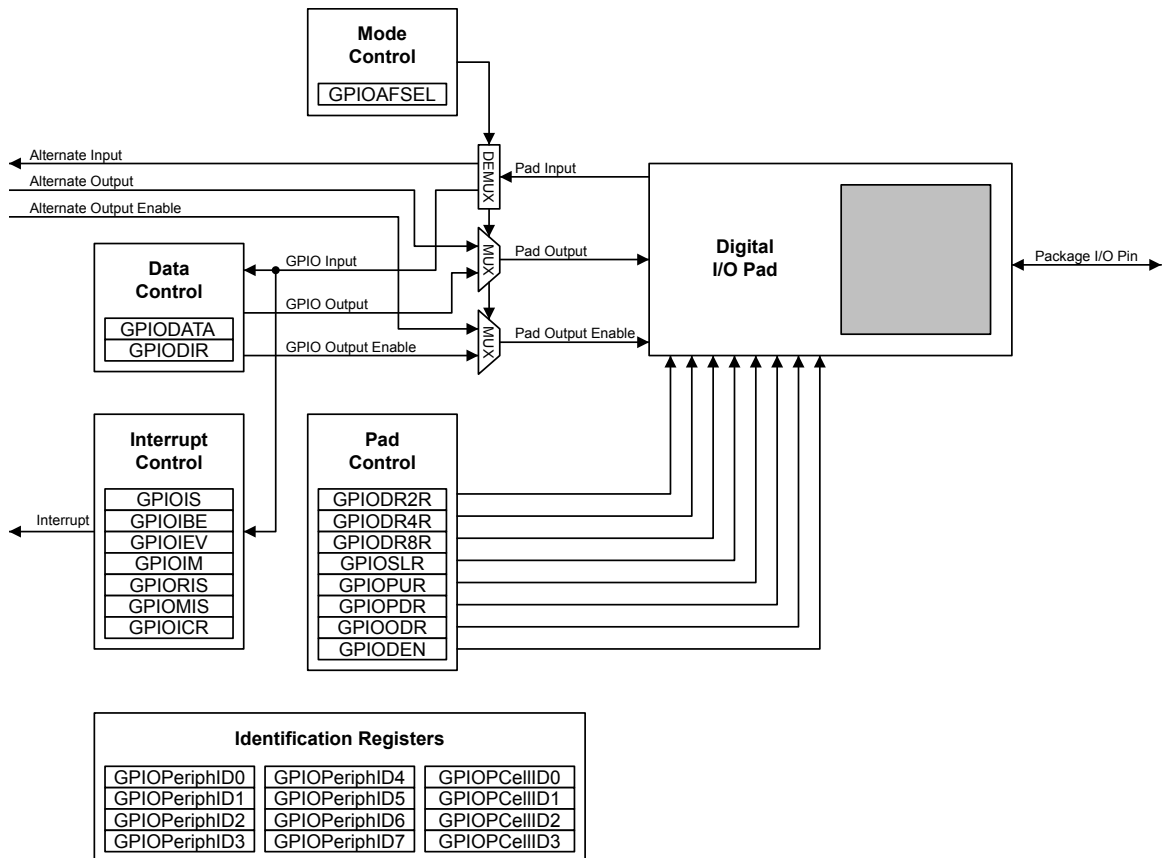 Mode
Control
GPIOAFSEL
Alternate Input
Alternate Output
Alternate Output Enable
DEMUX
Pad Input
MUX
Pad Output
MUX
Pad Output Enable
Digital
I/O Pad
Package I/O Pin
Data
Control
GPIODATA
GPIODIR
GPIO Input
GPIO Output
GPIO Output Enable
Interrupt
Control
GPIOIS
GPIOIBE
GPIOIEV
GPIOIM
GPIORIS
GPIOMIS
GPIOICR
Interrupt
Pad
Control
GPIODR2R
GPIODR4R
GPIODR8R
GPIOSLR
GPIOPUR
GPIOPDR
GPIOODR
GPIODEN
Identification Registers
GPIOPeriphID0 GPIOPeriphID4 GPIOPCellID0
GPIOPeriphID1 GPIOPeriphID5 GPIOPCellID1
GPIOPeriphID2 GPIOPeriphID6 GPIOPCellID2
GPIOPeriphID3 GPIOPeriphID7 GPIOPCellID3